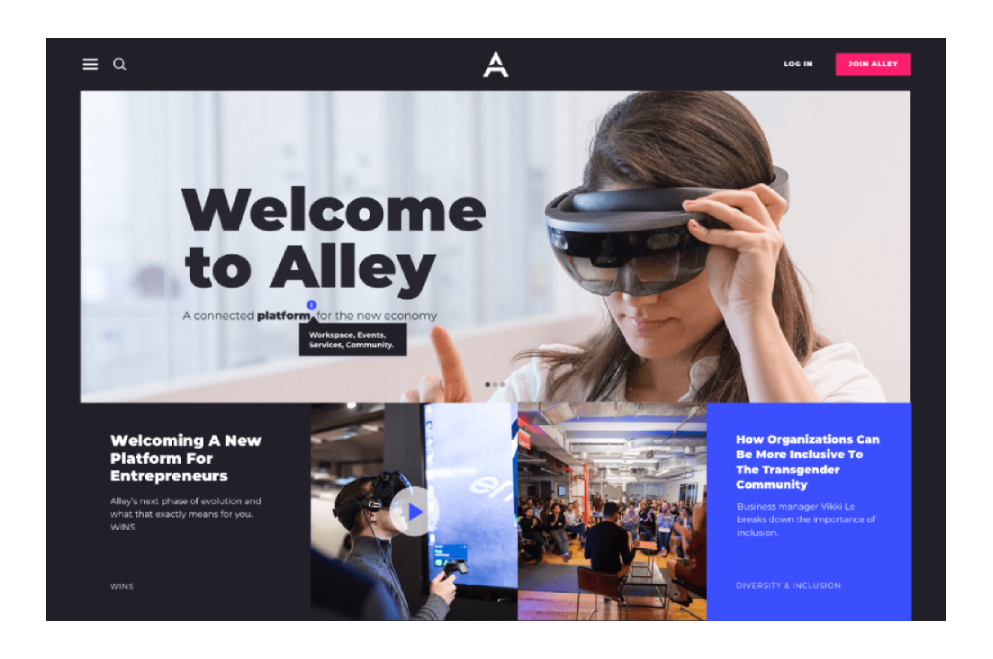 LOG IN
JOIN ALLEY
Welcome
to Alley
A connected platform for the new economy
Workspace, Events,
Services, Community.
Welcoming A New
Platform For
Entrepreneurs
Alley's next phase of evolution and
what that exactly means for you.
WINS
WINS
How Organizations Can
Be More Inclusive To
The Transgender
Community
Business manager Vikki Le
breaks down the importance of
inclusion.
DIVERSITY & INCLUSION